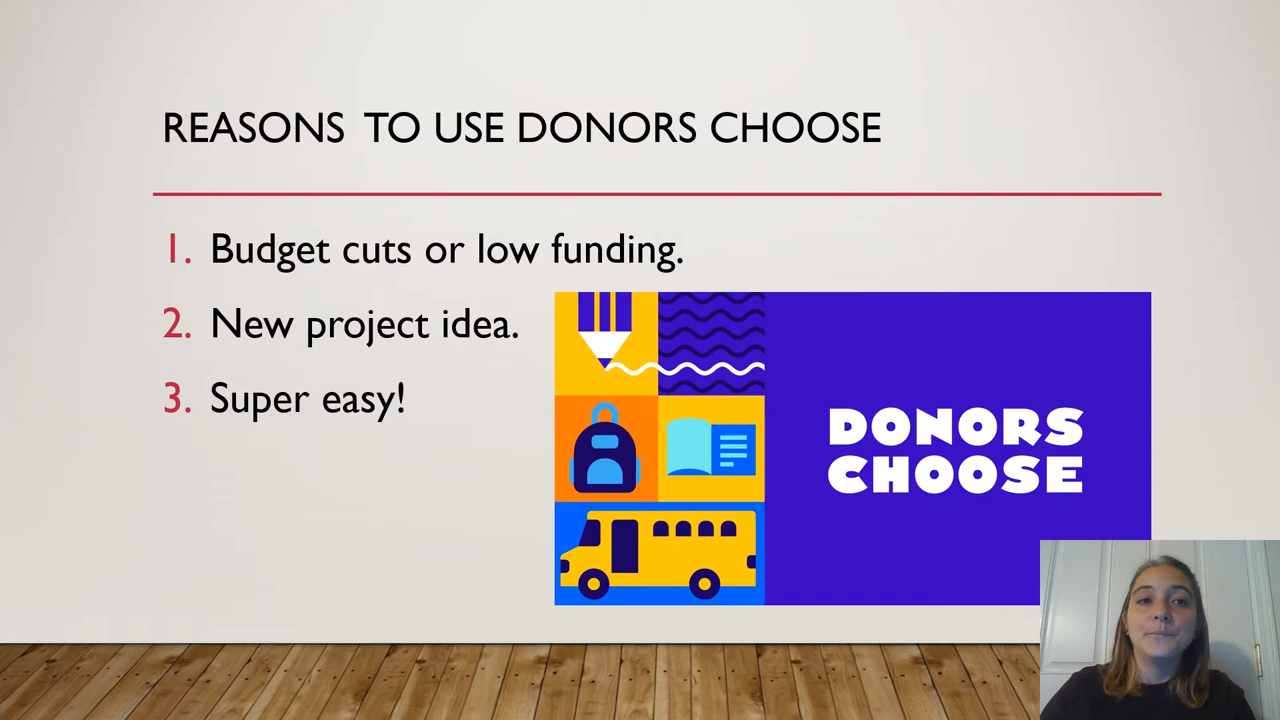 REASONS TO USE DONORS CHOOSE
1. Budget cuts or low funding.
2. New project idea.
3. Super easy!
DONORS
CHOOSE